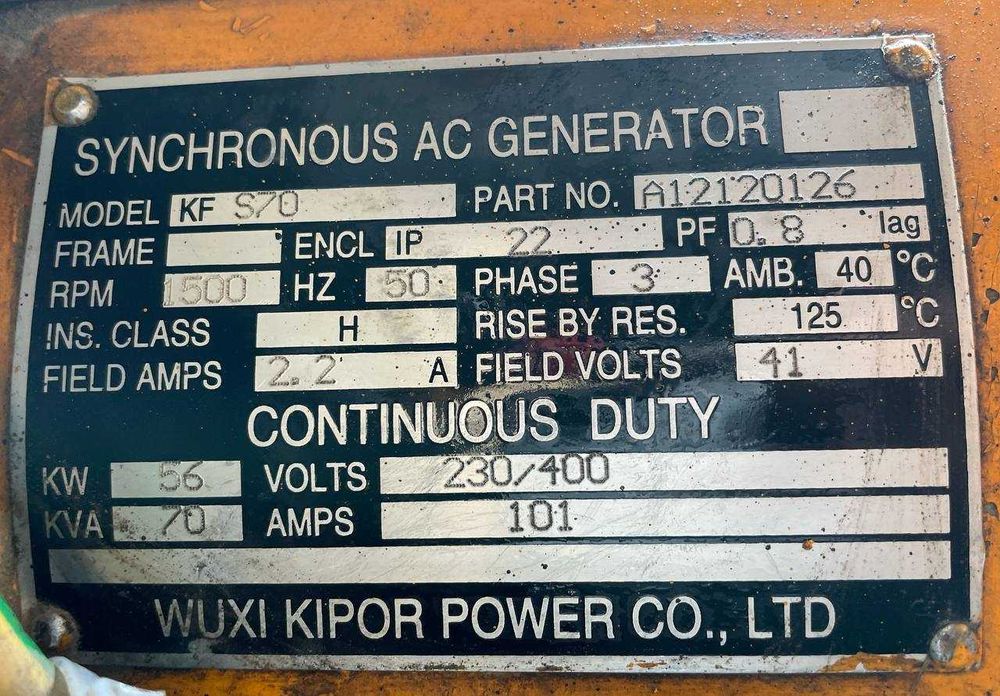 SYNCHRONOUS AC GENERATOR
MODEL KF S70 PART NO. A12120126
FRAME ENCL IP 22 PF 0.8 lag
RPM 1500 HZ 50 PHASE 3 AMB. 40 °C
INS. CLASS H RISE BY RES. 125 °C
FIELD AMPS 2.2 A FIELD VOLTS 41 V
CONTINUOUS DUTY
KW 56 VOLTS 230/400
KVA 70 AMPS 101
WUXI KIPOR POWER CO., LTD